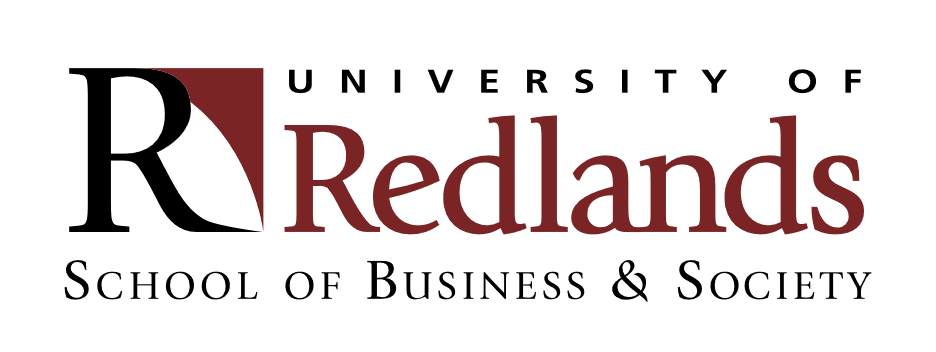 R
UNIVERSITY OF
Redlands
SCHOOL OF BUSINESS & SOCIETY